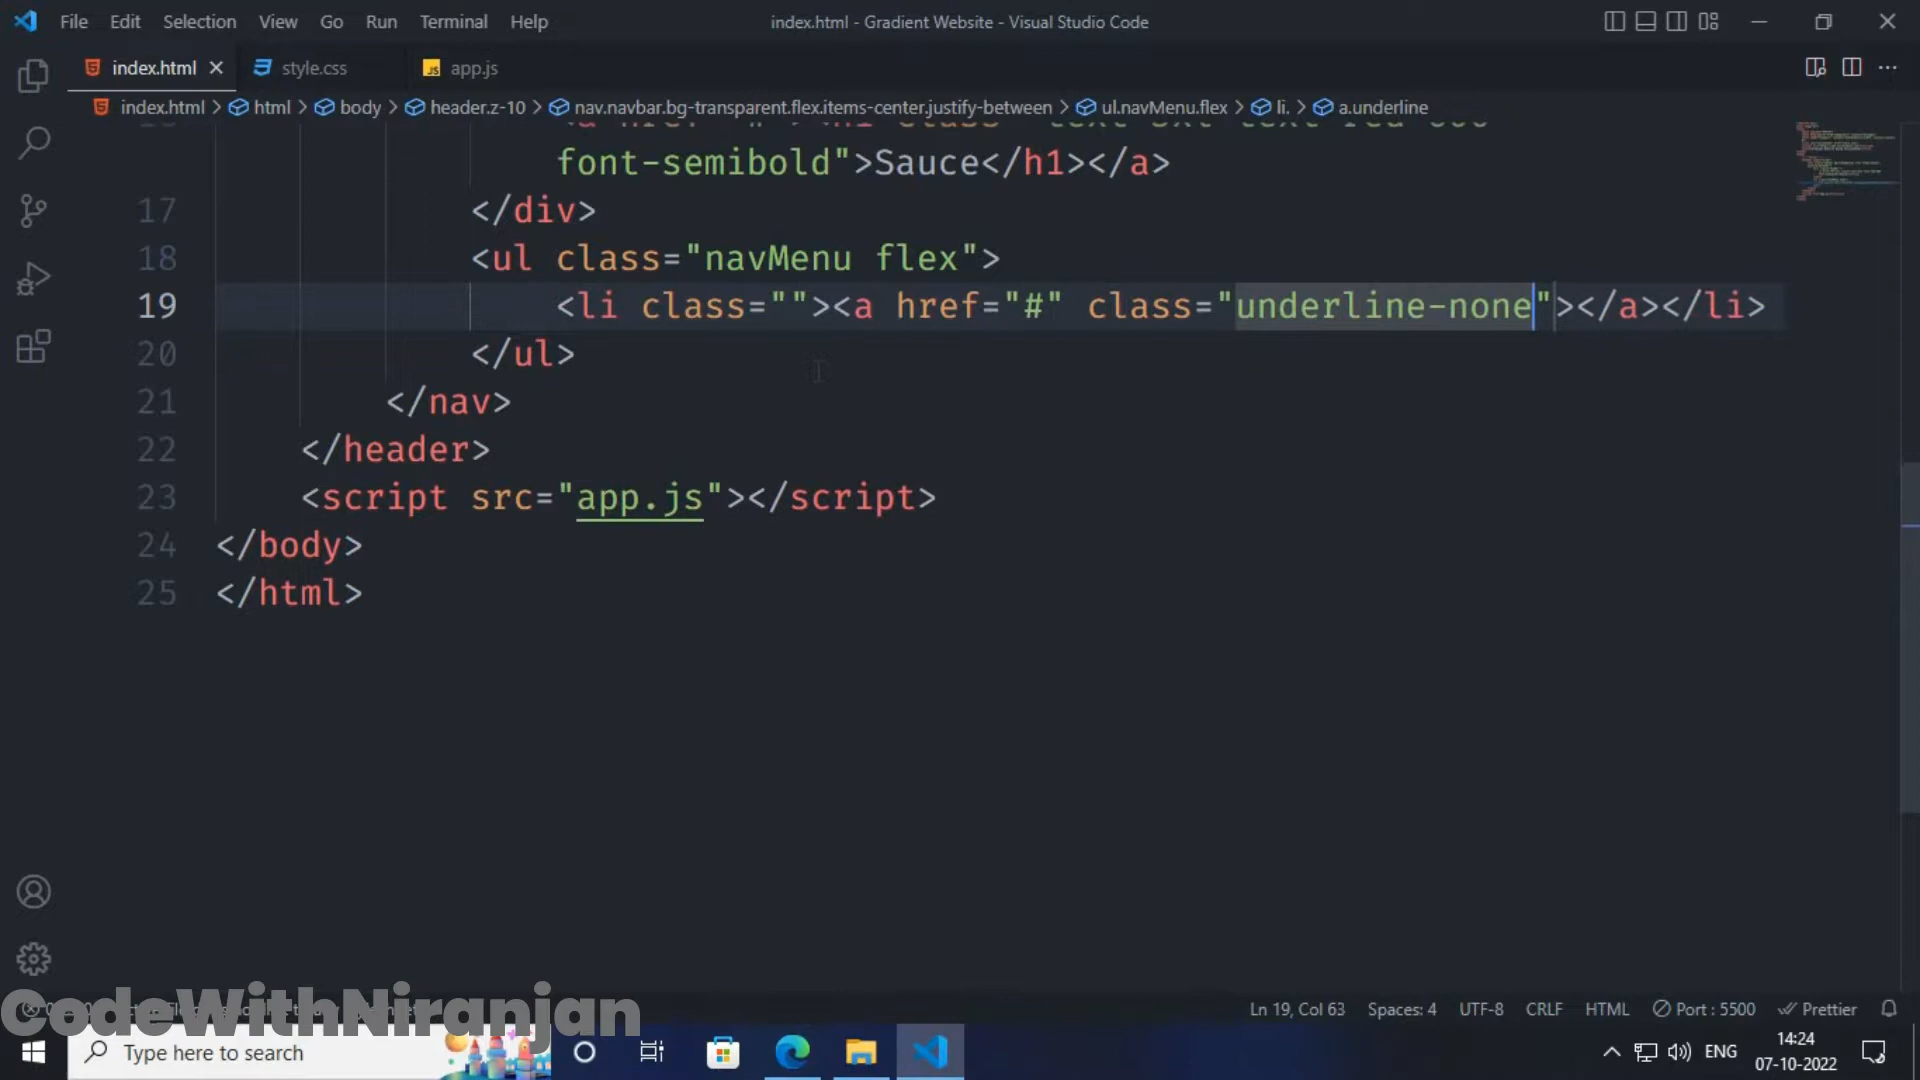 File Edit Selection View Go Run Terminal Help
index.html - Gradient Website - Visual Studio Code
index.html style.css app.js
index.html > html > body > header.z-10 > nav.navbar.bg-transparent.flex.items-center.justify-between > ul.navMenu.flex > li. > a.underline
font-semibold">Sauce</h1></a>
17 </div>
18 <ul class="navMenu flex">
19 <li class=""><a href="#" class="underline-none"></a></li>
20 </ul>
21 </nav>
22 </header>
23 <script src="app.js"></script>
24 </body>
25 </html>
CodeWithNiranjan
Ln 19, Col 63 Spaces: 4 UTF-8 CRLF HTML Port : 5500 Prettier
Type here to search
ENG
14:24
07-10-2022